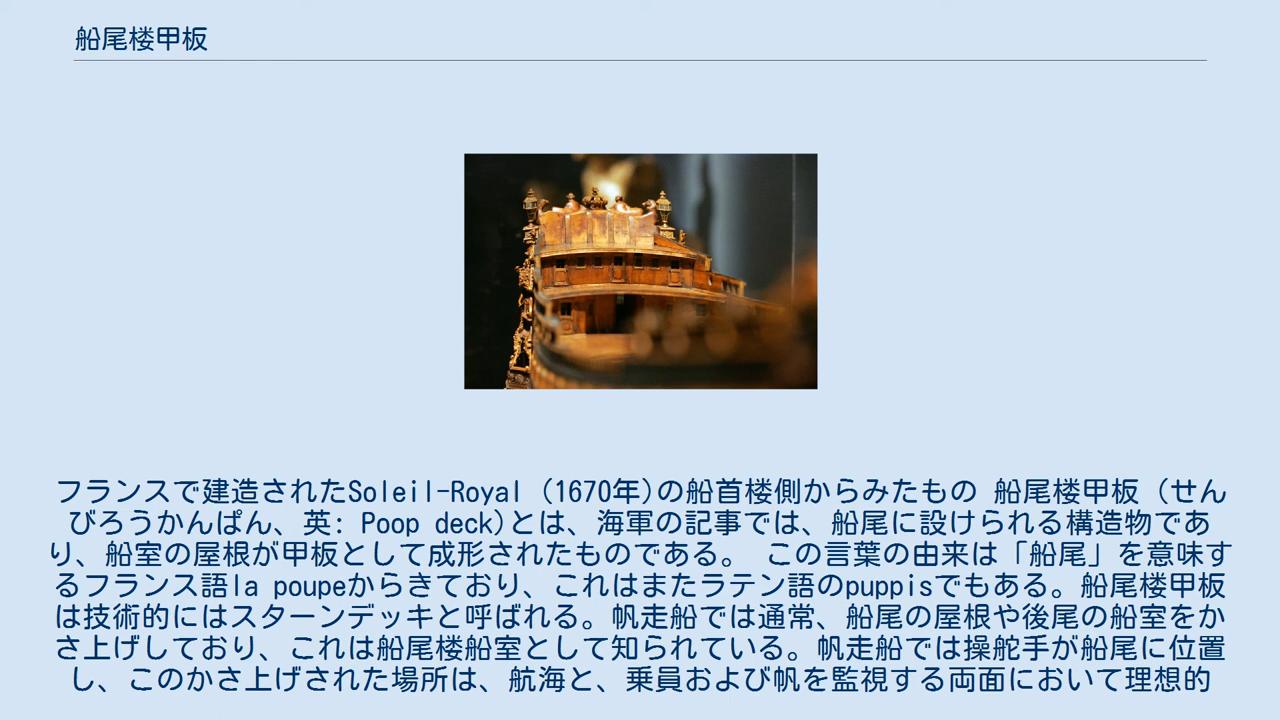 船尾楼甲板
フランスで建造されたSoleil-Royal (1670年)の船首楼側からみたもの 船尾楼甲板 (せん
びろうかんぱん、英: Poop deck)とは、海軍の記事では、船尾に設けられる構造物であ
り、船室の屋根が甲板として成形されたものである。 この言葉の由来は「船尾」を意味す
るフランス語la poupeからきており、これはまたラテン語のpuppisでもある。船尾楼甲板
は技術的にはスターンデッキと呼ばれる。帆走船では通常、船尾の屋根や後尾の船室をか
さ上げしており、これは船尾楼船室として知られている。帆走船では操舵手が船尾に位置
し、このかさ上げされた場所は、航海と、乗員および帆を監視する両面において理想的